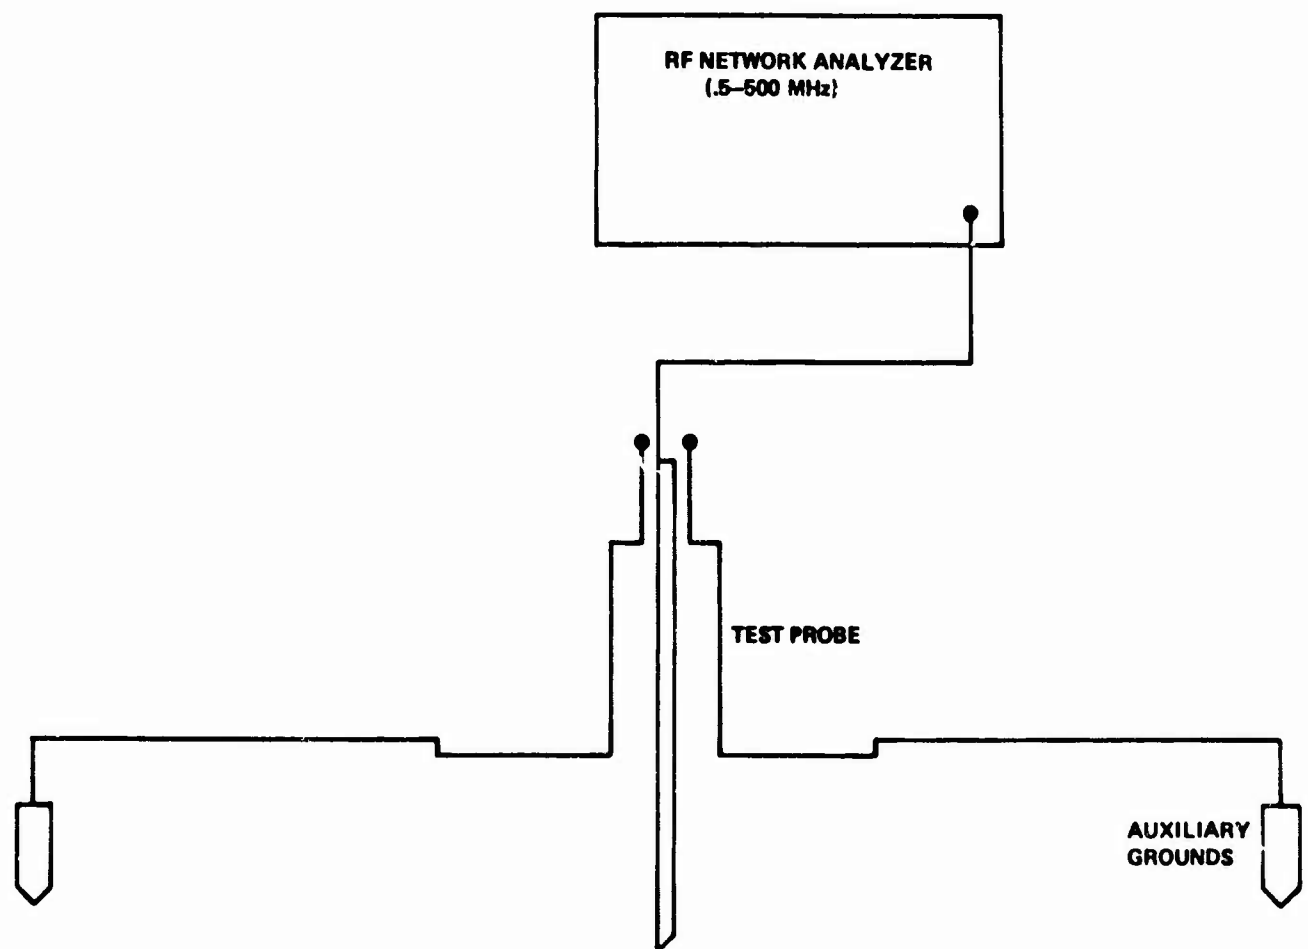 RF NETWORK ANALYZER
(.5–500 MHz)
TEST PROBE
AUXILIARY
GROUNDS